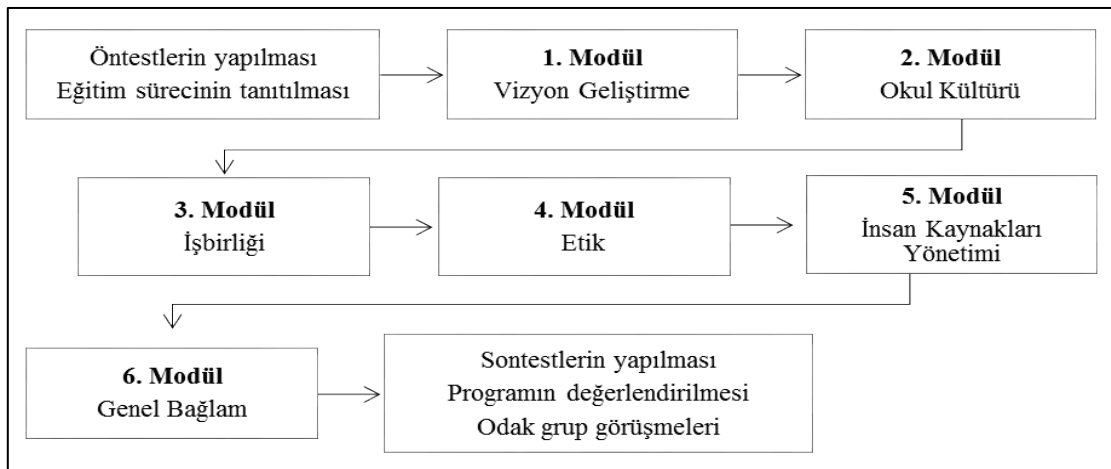 Öntestlerin yapılması
Eğitim sürecinin tanıtılması
1. Modül
Vizyon Geliştirme
2. Modül
Okul Kültürü
3. Modül
İşbirliği
4. Modül
Etik
5. Modül
İnsan Kaynakları
Yönetimi
6. Modül
Genel Bağlam
Sontestlerin yapılması
Programın değerlendirilmesi
Odak grup görüşmeleri